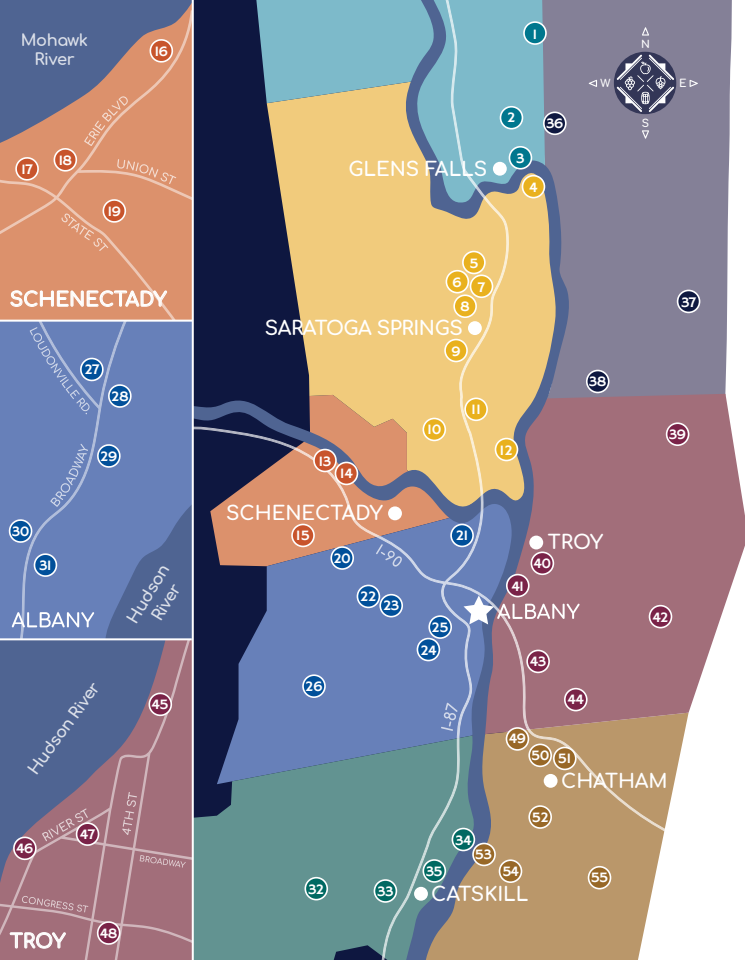 Mohawk
River
16
ERIE BLVD
17
18
UNION ST
19
STATE ST
SCHENECTADY
LOUDONVILLE RD.
27
28
29
BROADWAY
30
31
Hudson
River
ALBANY
Hudson River
45
4TH ST
RIVER ST
47
46
BROADWAY
CONGRESS ST
48
TROY
1
N
W
E
S
2
36
3
GLENS FALLS
4
5
6
7
8
37
SARATOGA SPRINGS
9
38
11
10
39
12
13
14
SCHENECTADY
15
21
TROY
I-90
20
40
41
22
23
ALBANY
42
25
24
43
26
44
I-87
49
50
51
CHATHAM
52
34
53
35
54
55
32
33
CATSKILL